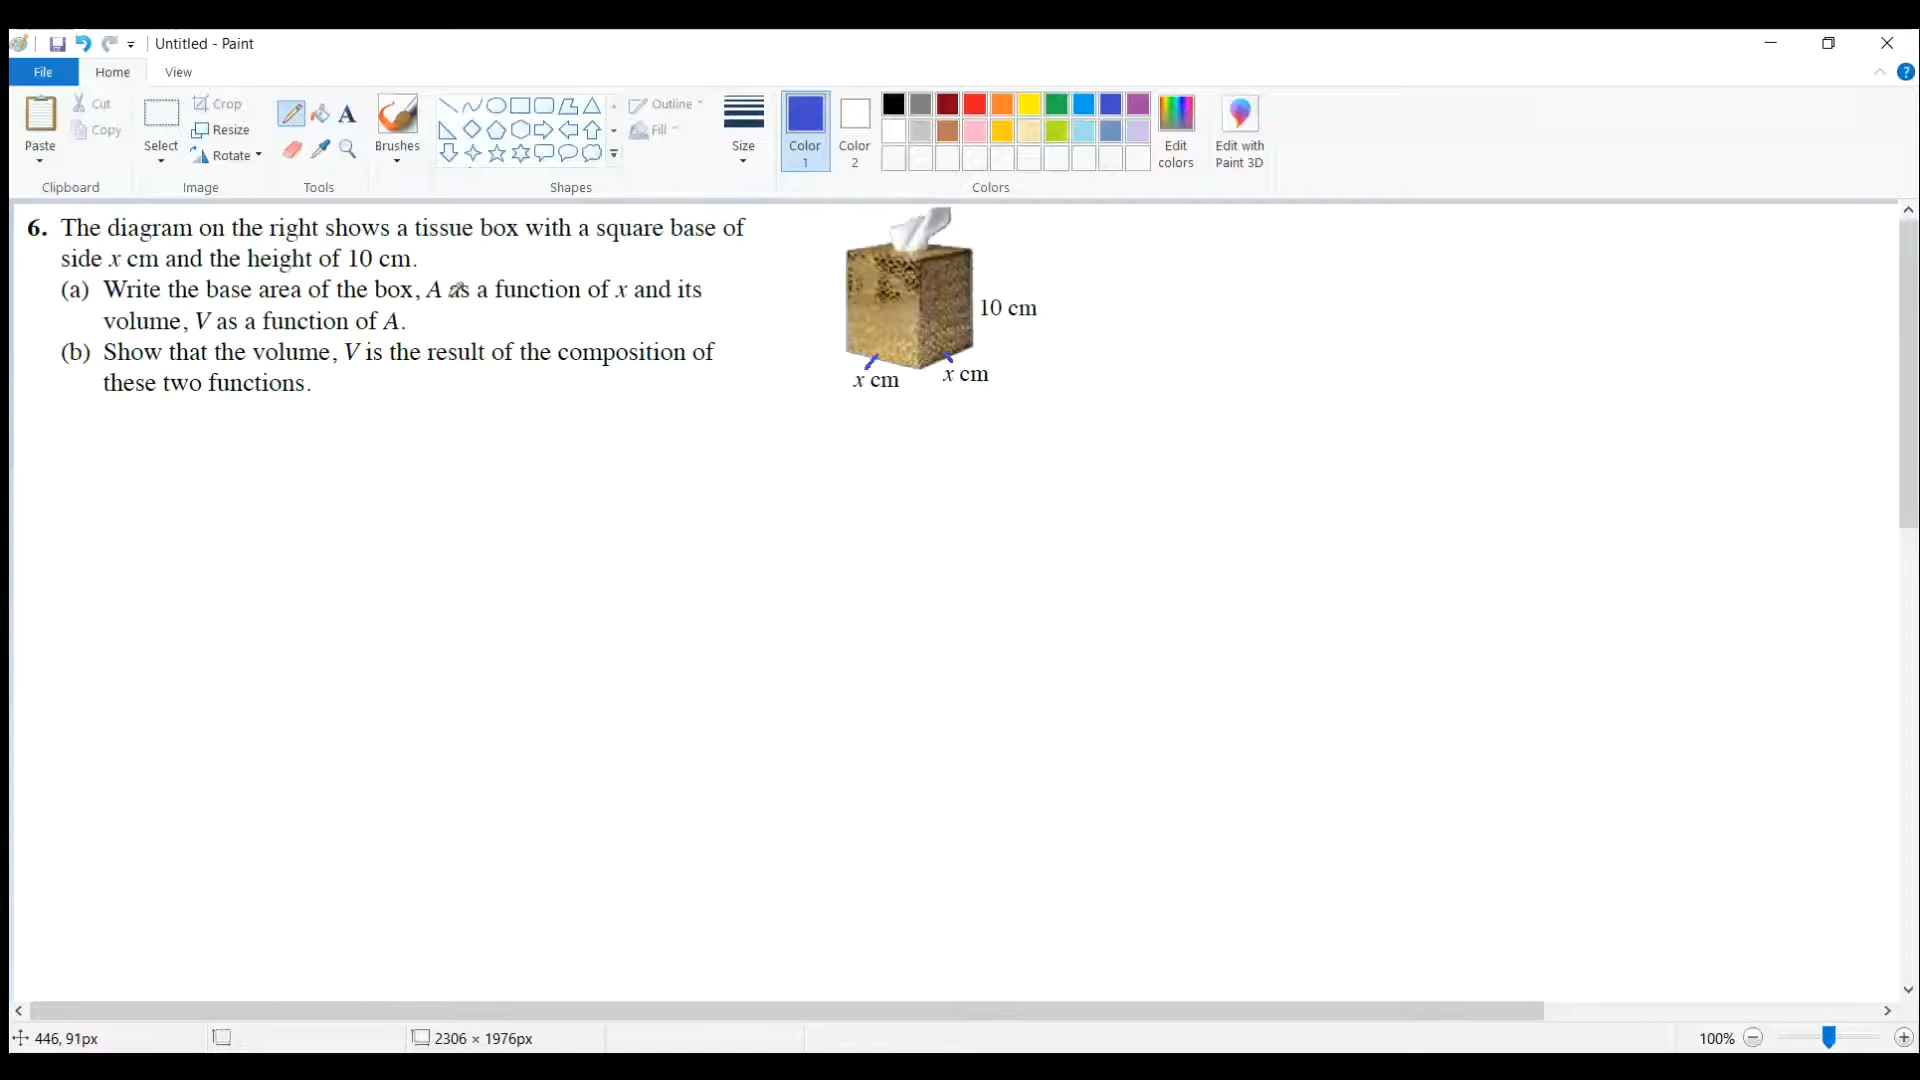 Untitled - Paint
File Home View
Paste
Cut
Copy
Clipboard
Select
Crop
Resize
Rotate
Image
A
Tools
Brushes
Outline
Fill
Shapes
Size
Color 1
Color 2
Edit colors
Edit with Paint 3D
Colors
6. The diagram on the right shows a tissue box with a square base of
side x cm and the height of 10 cm.
(a) Write the base area of the box, A as a function of x and its
volume, V as a function of A.
(b) Show that the volume, V is the result of the composition of
these two functions.
10 cm
x cm
x cm
446, 91px
2306 × 1976px
100%